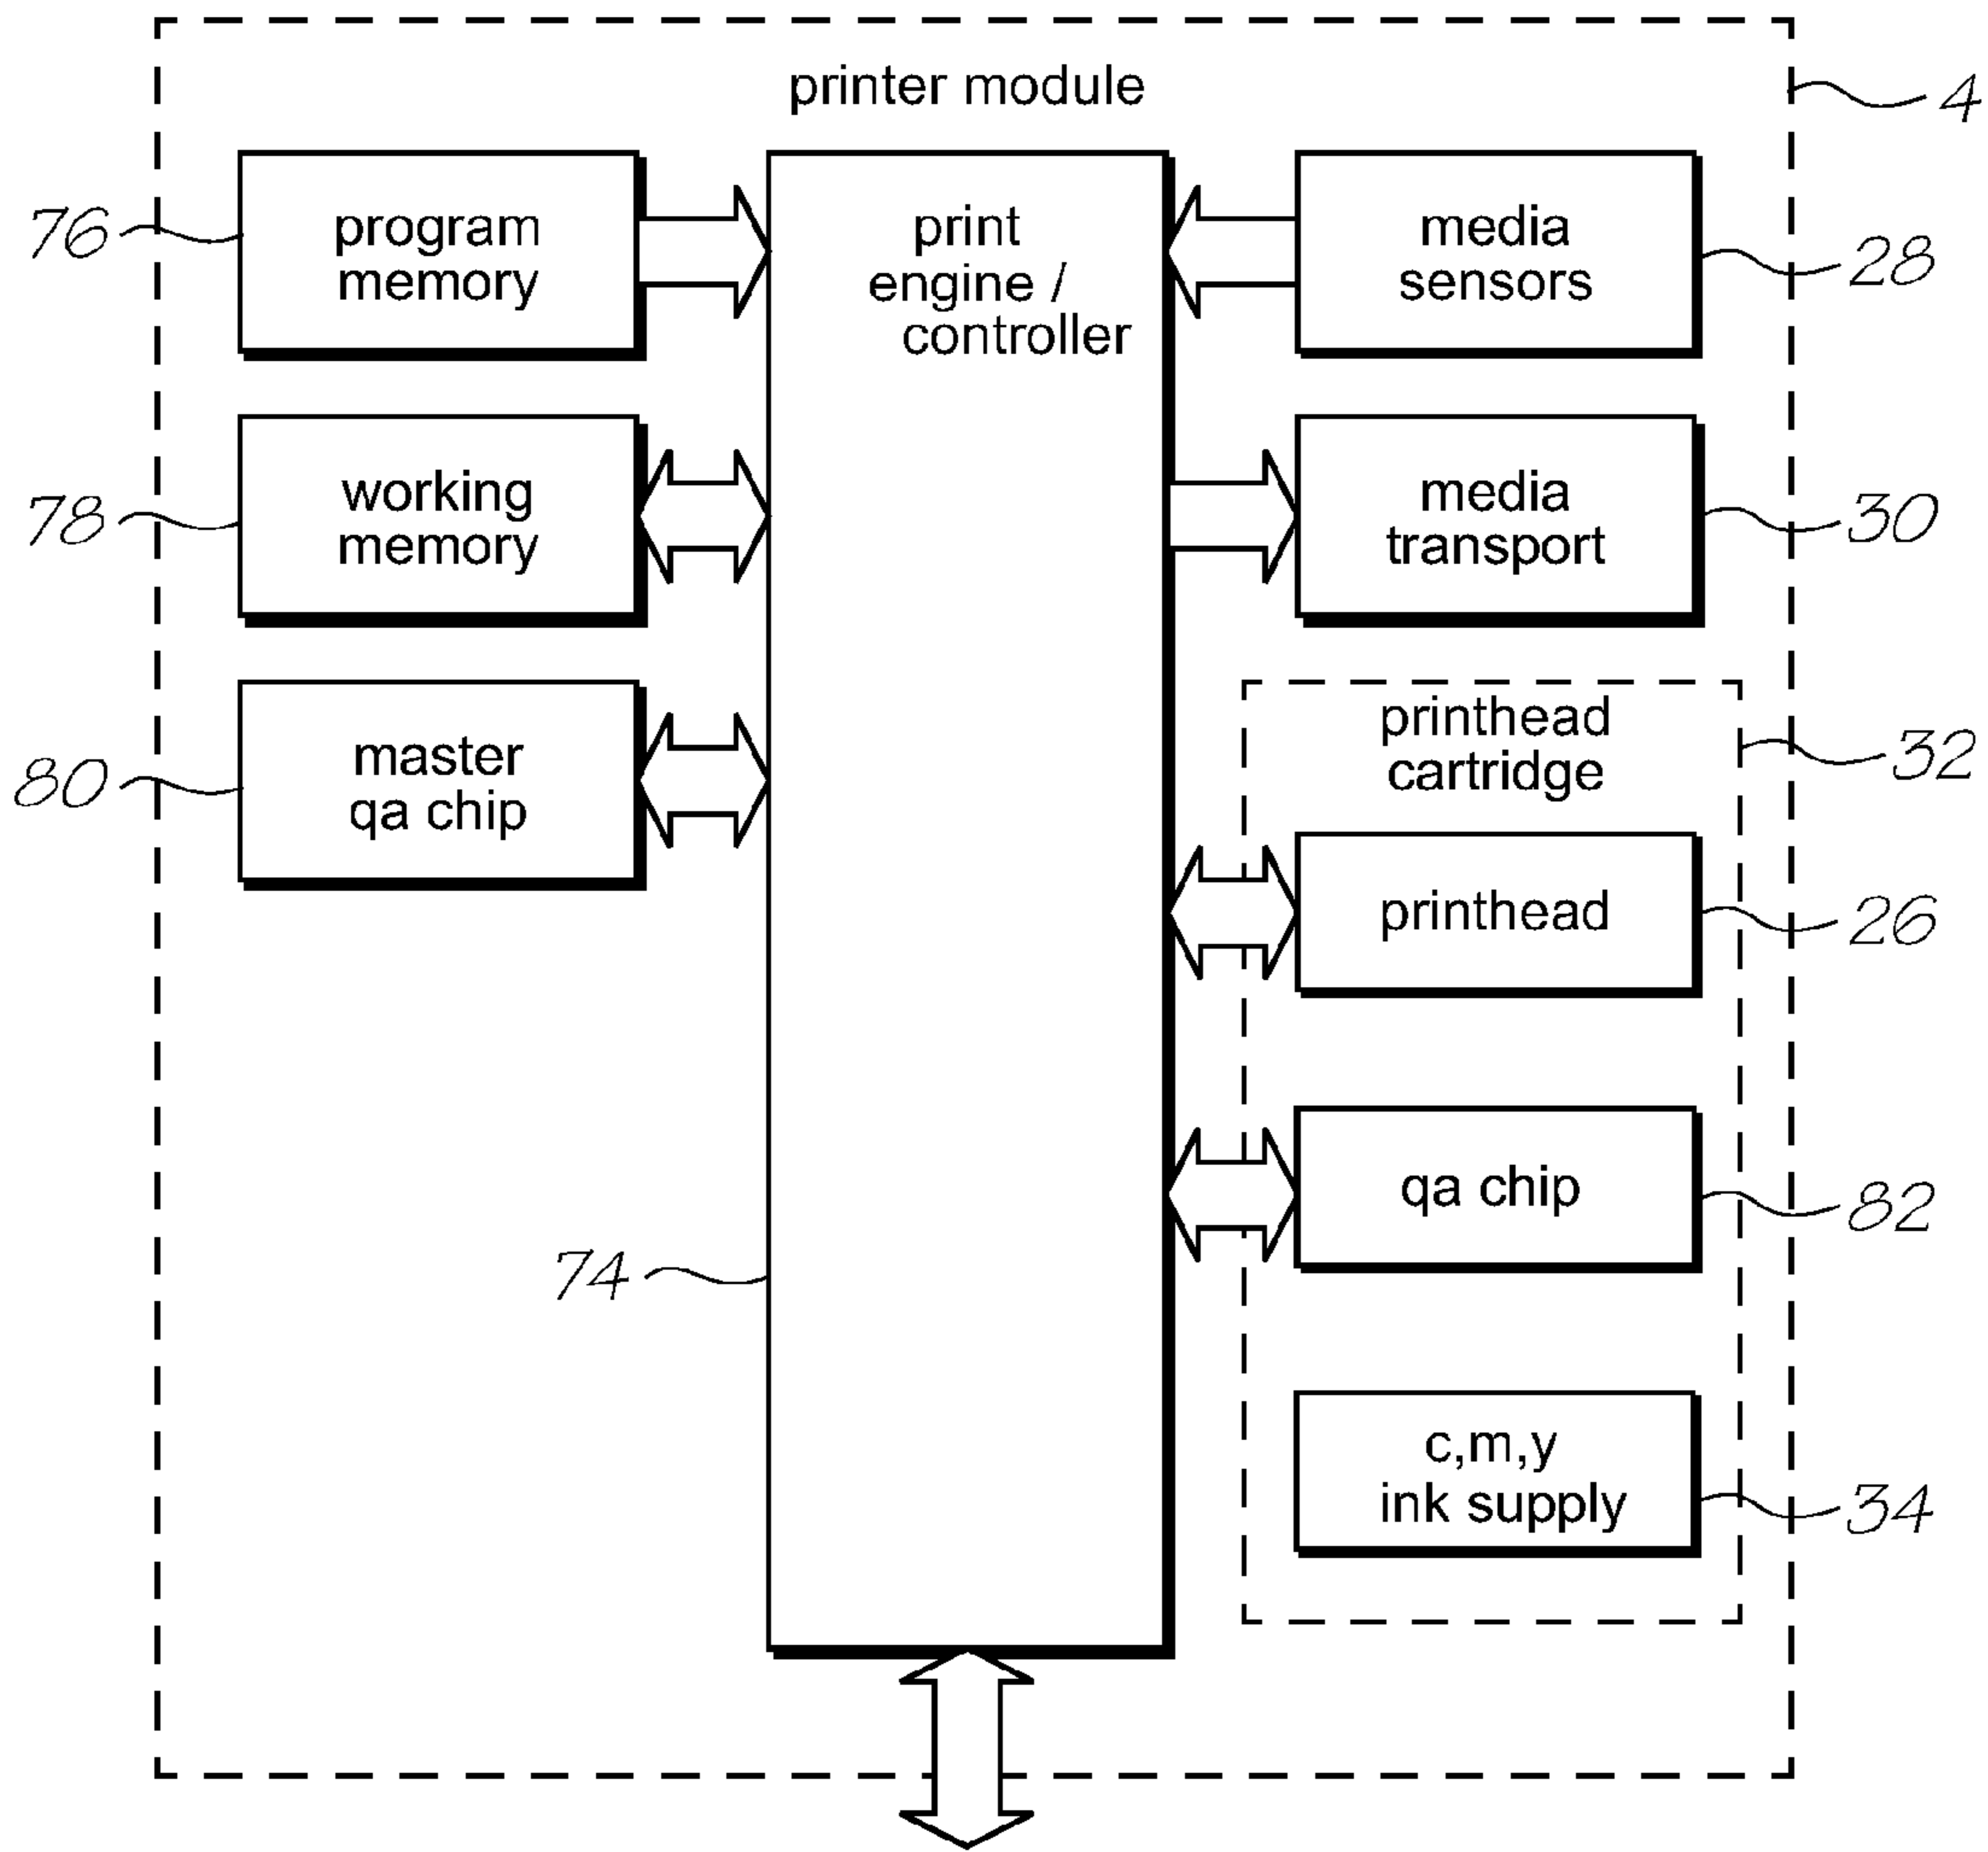 printer module
4
76
program
memory
print
engine /
controller
media
sensors
28
78
working
memory
media
transport
30
80
master
qa chip
printhead
cartridge
32
printhead
26
qa chip
82
74
c,m,y
ink supply
34